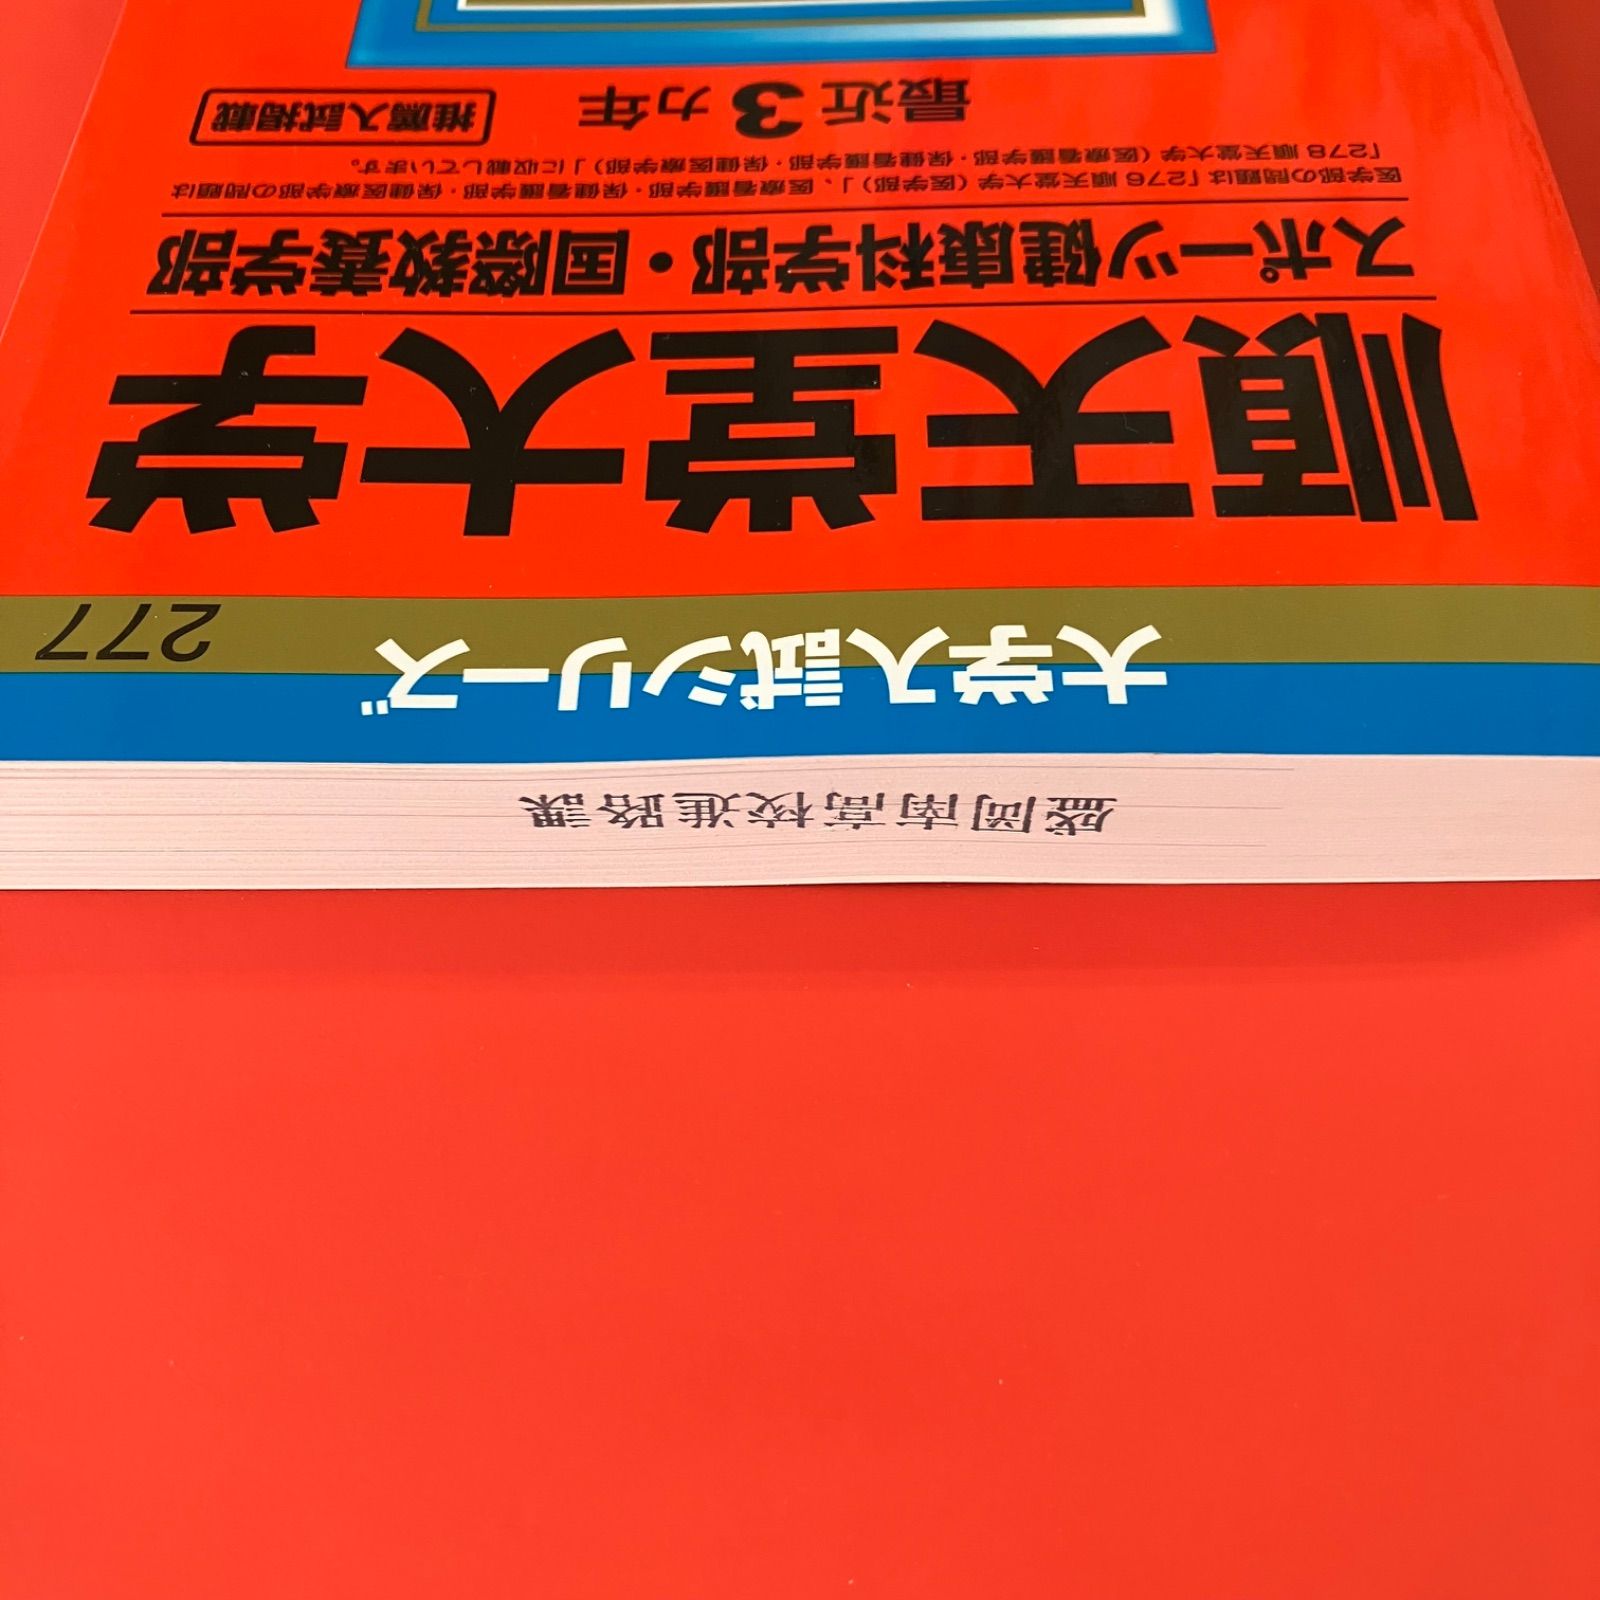 盛岡南高校進路課
大学入試シリーズ
277
順天堂大学
スポーツ健康科学部・国際教養学部
医学部の問題は「276 順天堂大学（医学部）」、医療看護学部・保健看護学部・保健医療学部の問題は
「278 順天堂大学（医療看護学部・保健看護学部・保健医療学部）」に収載しています。
最近3カ年
推薦入試掲載